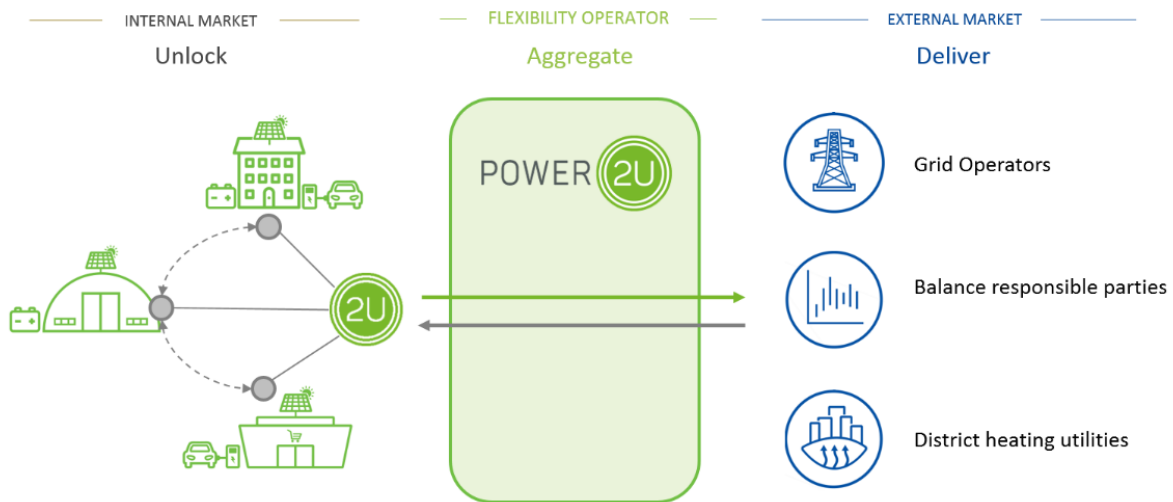 INTERNAL MARKET
Unlock
FLEXIBILITY OPERATOR
Aggregate
EXTERNAL MARKET
Deliver
POWER 2U
2U
Grid Operators
Balance responsible parties
District heating utilities